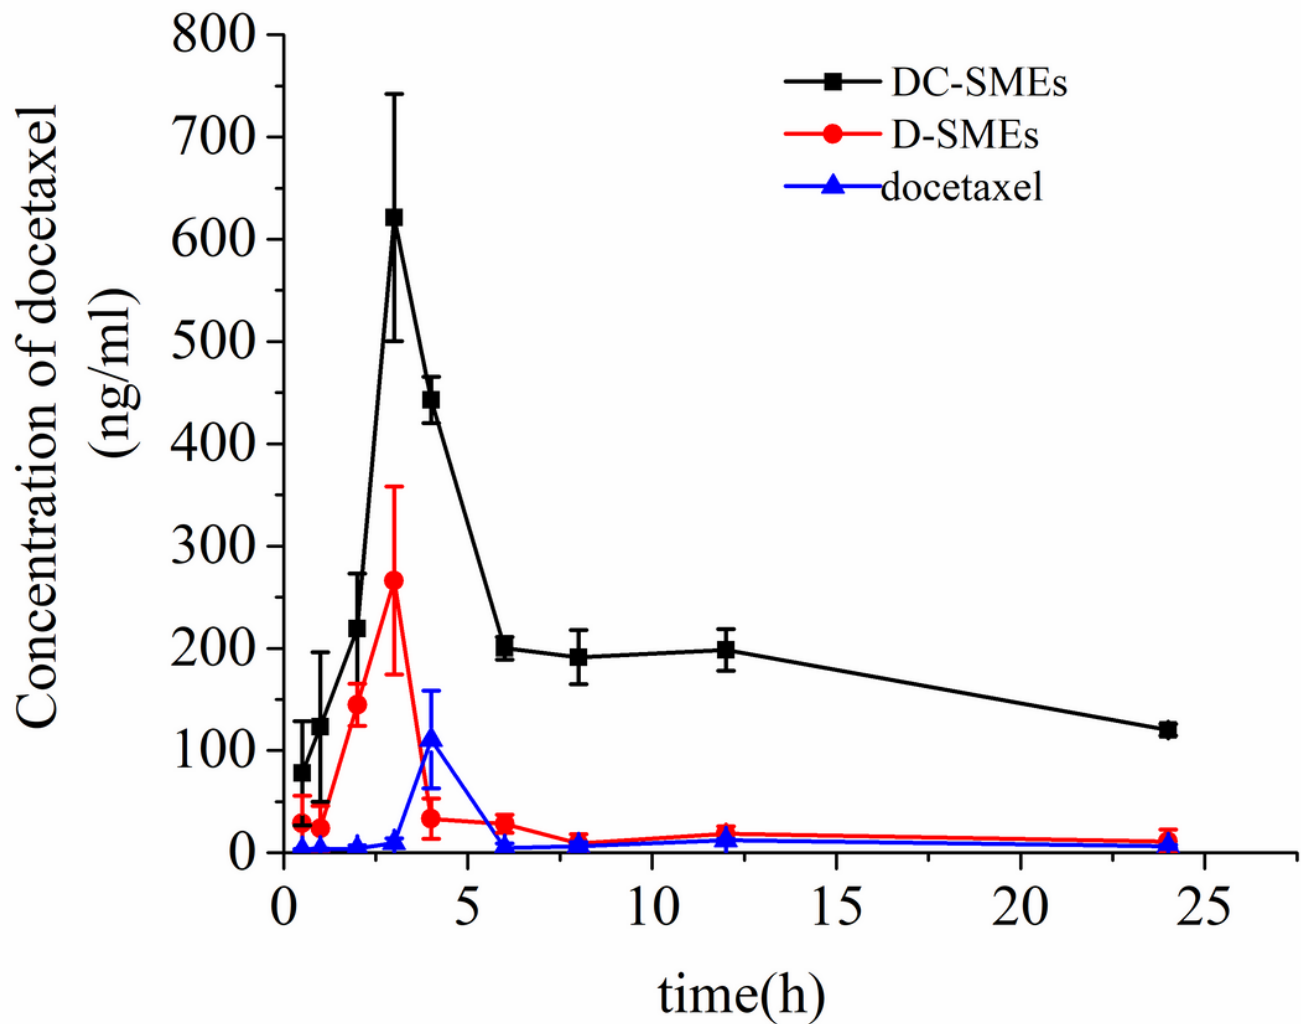 800
700
600
500
400
300
200
100
0
Concentration of docetaxel
(ng/ml)
DC-SMEs
D-SMEs
docetaxel
0 5 10 15 20 25
time(h)